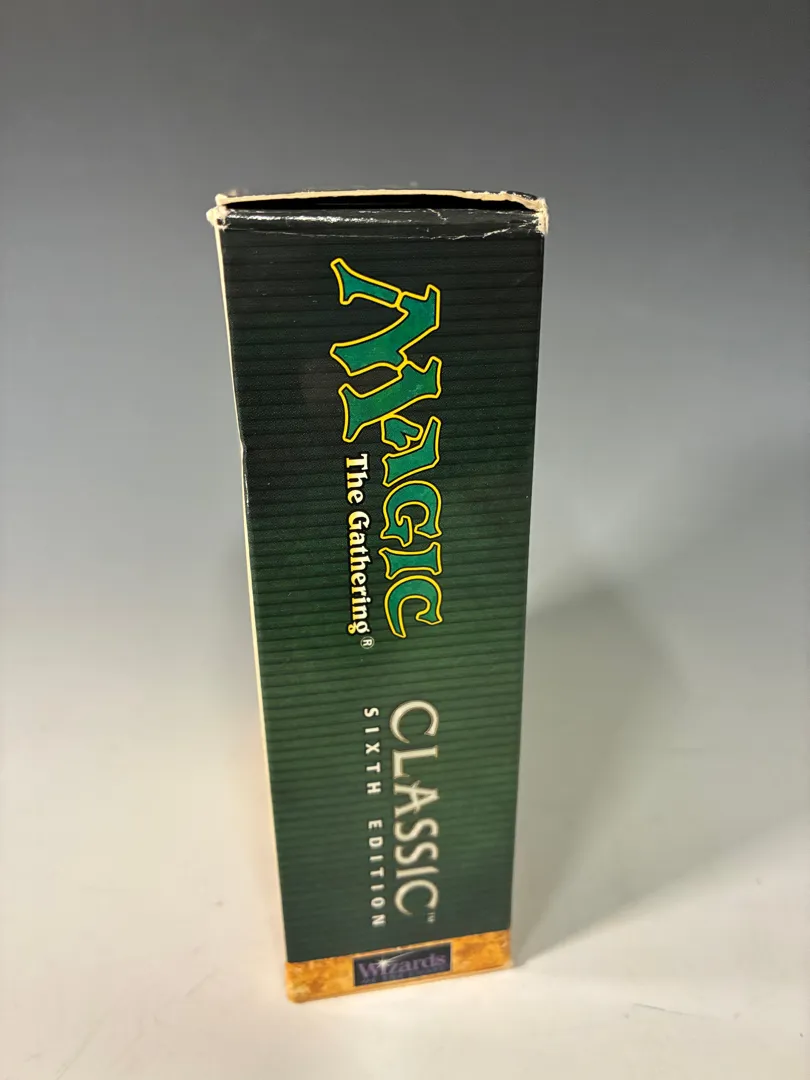 MAGIC
The Gathering®
CLASSIC™
SIXTH EDITION
Wizards